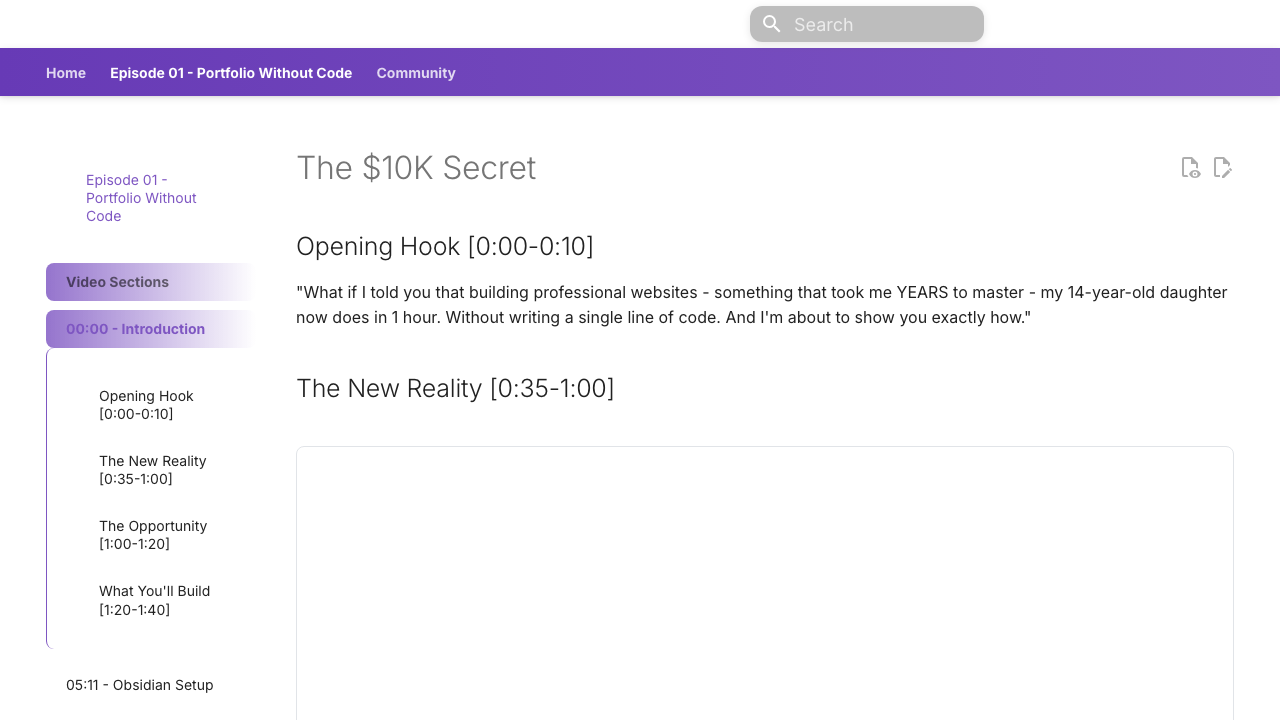 Search
Home
Episode 01 - Portfolio Without Code
Community
Episode 01 -
Portfolio Without
Code
Video Sections
00:00 - Introduction
Opening Hook
[0:00-0:10]
The New Reality
[0:35-1:00]
The Opportunity
[1:00-1:20]
What You'll Build
[1:20-1:40]
05:11 - Obsidian Setup
The $10K Secret
Opening Hook [0:00-0:10]
"What if I told you that building professional websites - something that took me YEARS to master - my 14-year-old daughter
now does in 1 hour. Without writing a single line of code. And I'm about to show you exactly how."
The New Reality [0:35-1:00]